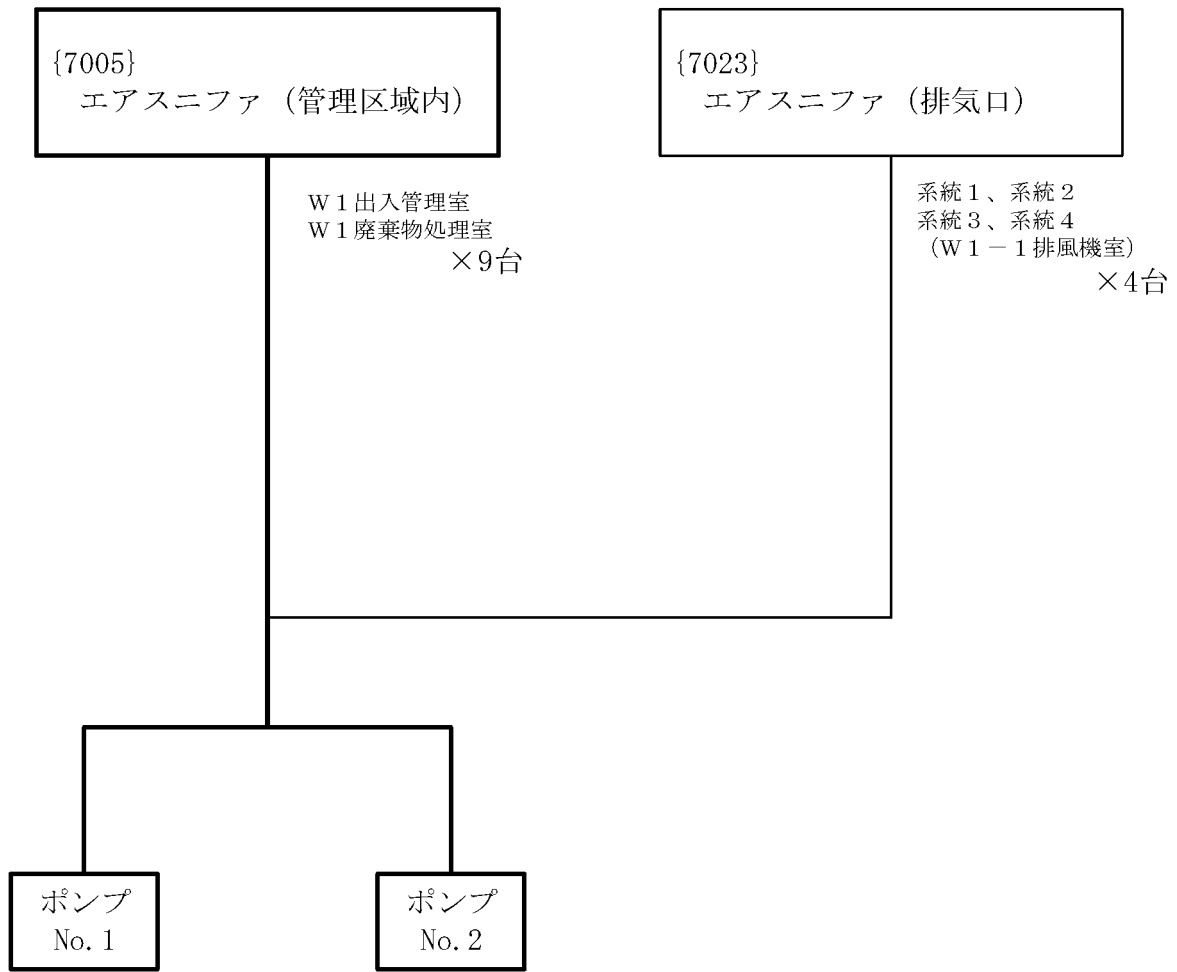 {7005}
エアスニファ（管理区域内）
Ｗ１出入管理室
Ｗ１廃棄物処理室
×9台
{7023}
エアスニファ（排気口）
系統１、系統２
系統３、系統４
（Ｗ１－１排風機室）
×4台
ポンプ
No.1
ポンプ
No.2